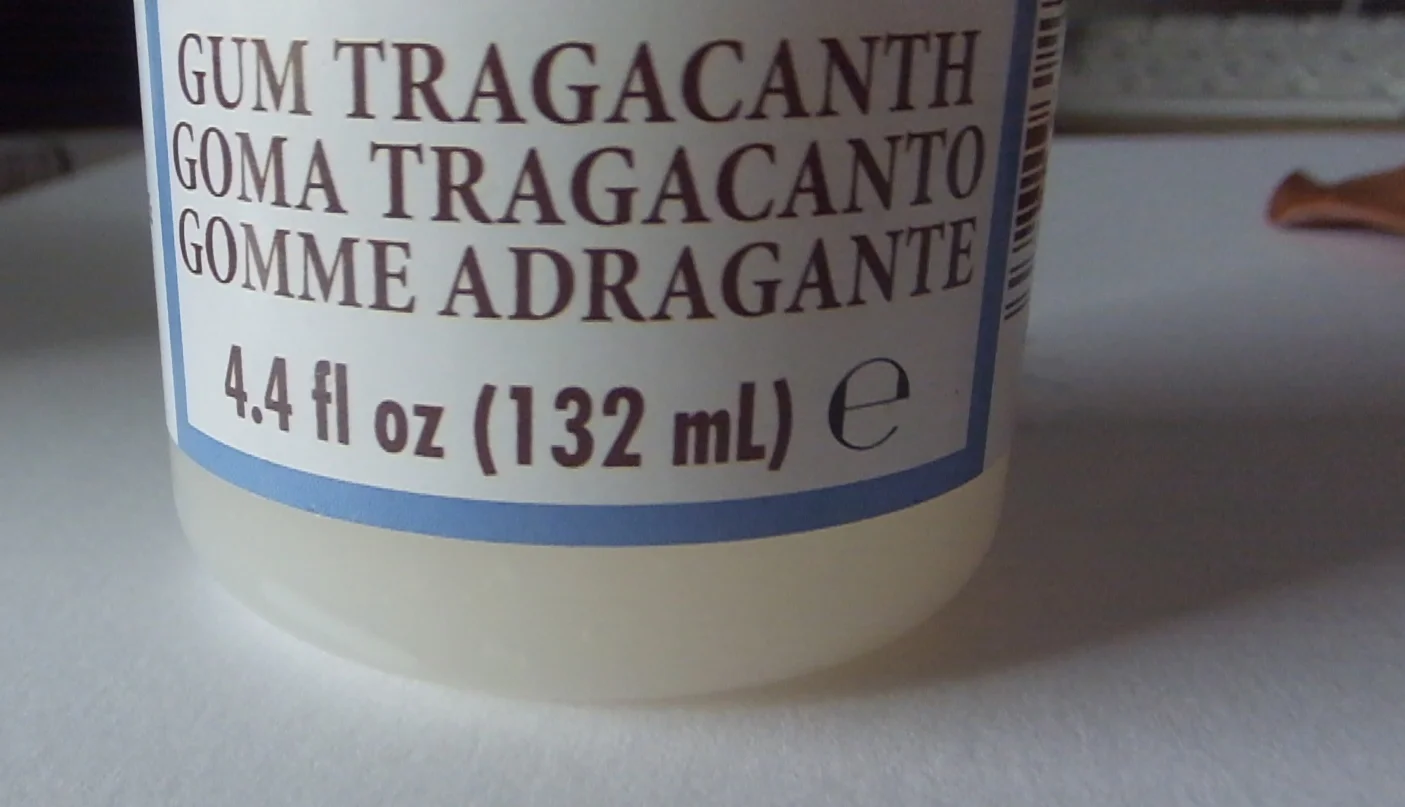 GUM TRAGACANTH
GOMA TRAGACANTO
GOMME ADRAGANTE
4.4 fl oz (132 mL) ℮